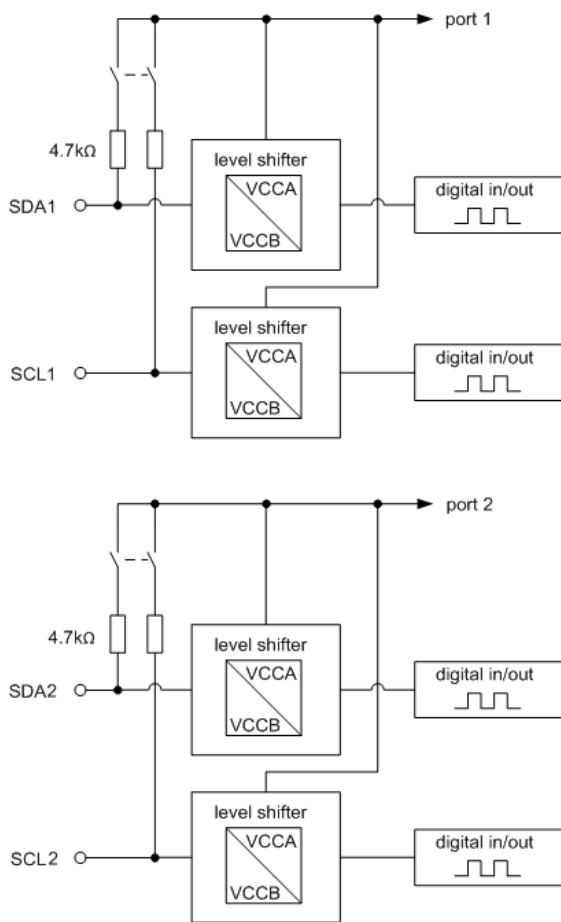 port 1
4.7kΩ
level shifter
VCCA
VCCB
SDA1
digital in/out
level shifter
VCCA
VCCB
SCL1
digital in/out
port 2
4.7kΩ
level shifter
VCCA
VCCB
SDA2
digital in/out
level shifter
VCCA
VCCB
SCL2
digital in/out